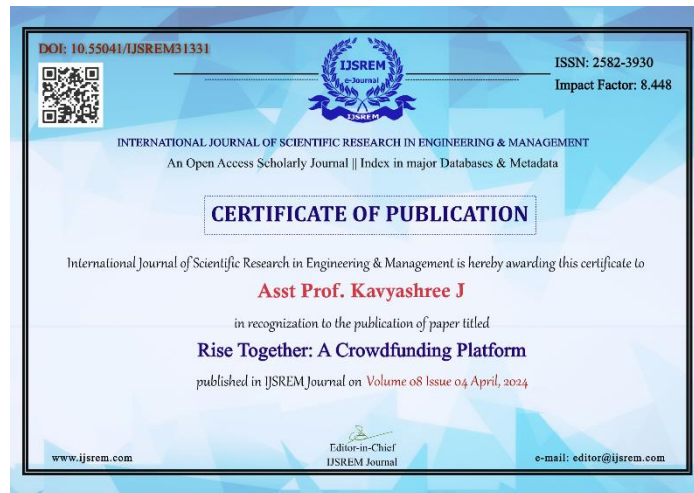 DOI: 10.55041/IJSREM31331
IJSREM
e-Journal
IJSREM
ISSN: 2582-3930
Impact Factor: 8.448
INTERNATIONAL JOURNAL OF SCIENTIFIC RESEARCH IN ENGINEERING & MANAGEMENT
An Open Access Scholarly Journal || Index in major Databases & Metadata
CERTIFICATE OF PUBLICATION
International Journal of Scientific Research in Engineering & Management is hereby awarding this certificate to
Asst Prof. Kavyashree J
in recognization to the publication of paper titled
Rise Together: A Crowdfunding Platform
published in IJSREM Journal on Volume 08 Issue 04 April, 2024
Editor-in-Chief
IJSREM Journal
www.ijsrem.com
e-mail: editor@ijsrem.com